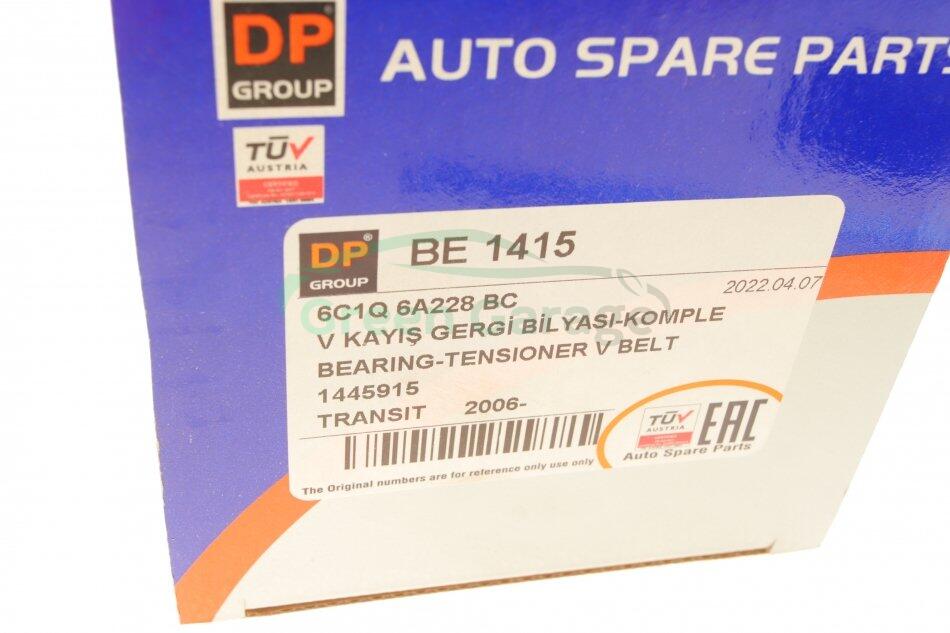 DP
GROUP
AUTO SPARE PARTS
TÜV
AUSTRIA
DP®
GROUP
BE 1415
2022.04.07
6C1Q 6A228 BC
V KAYIŞ GERGİ BİLYASI-KOMPLE
BEARING-TENSIONER V BELT
1445915
TRANSIT 2006-
Green Garage
TÜV
AUSTRIA
EAC
Auto Spare Parts
The Original numbers are for reference only use only